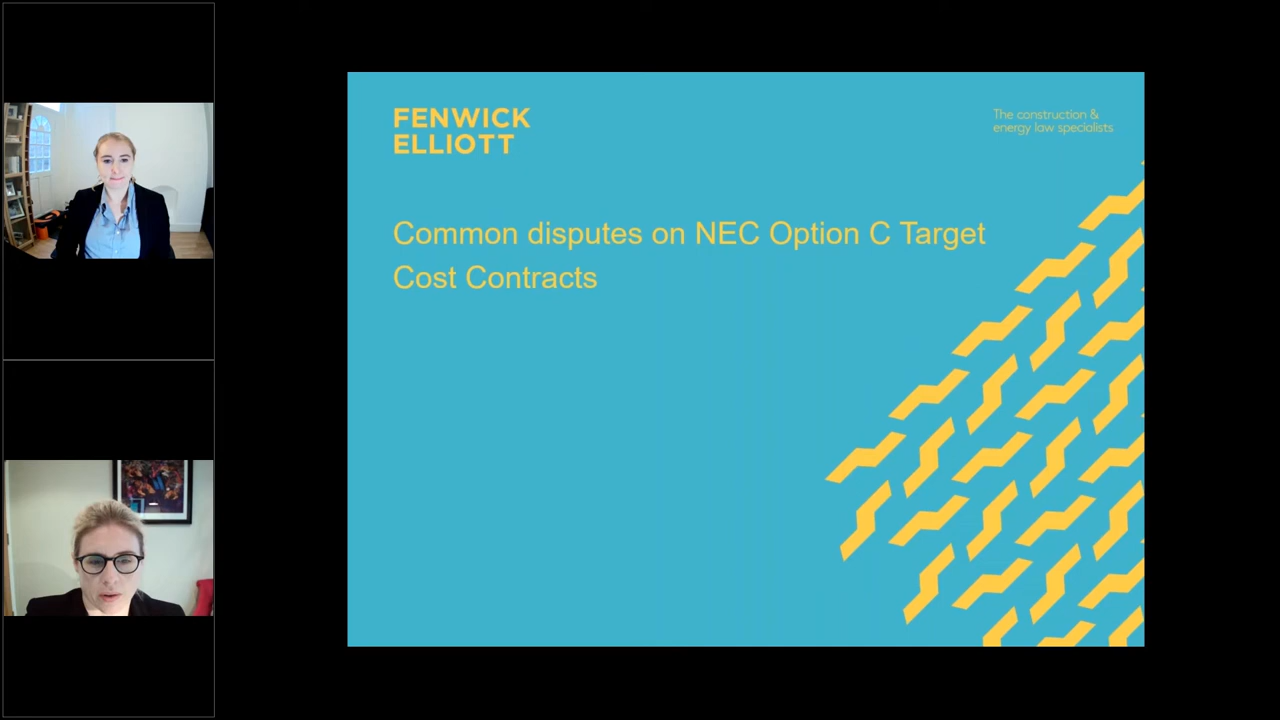 FENWICK
ELLIOTT
The construction &
energy law specialists
Common disputes on NEC Option C Target
Cost Contracts